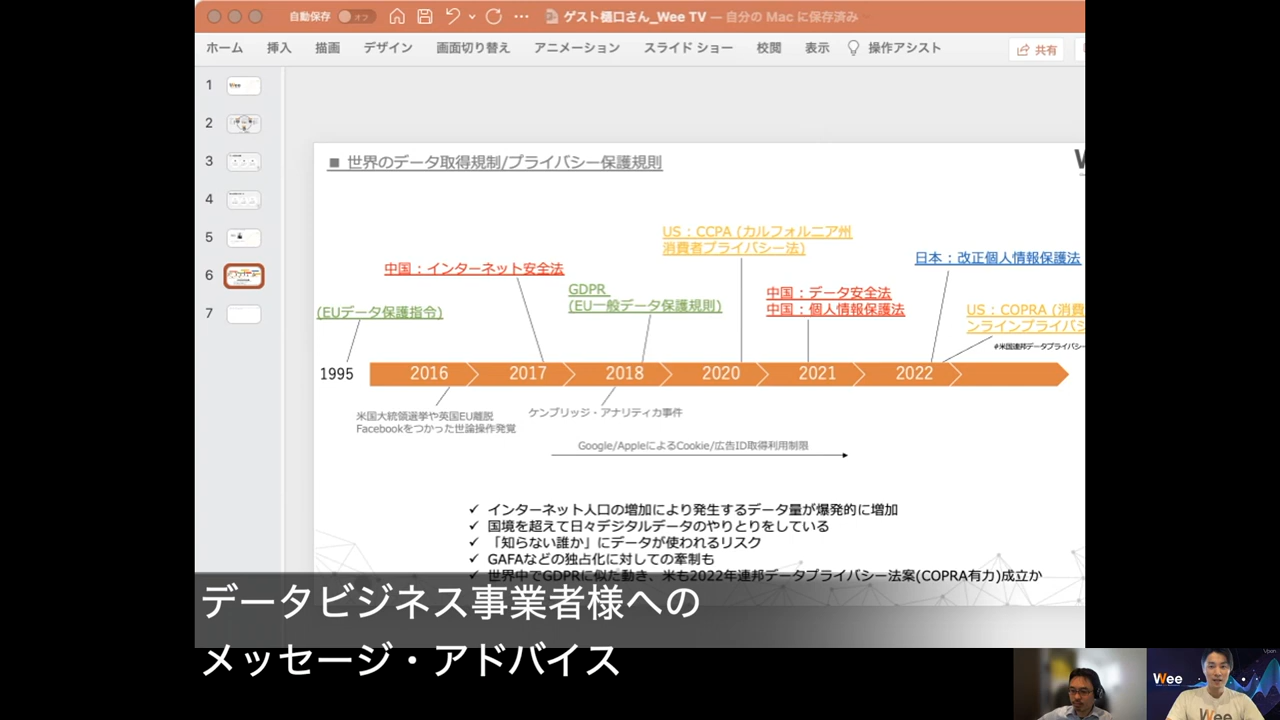 自動保存 オフ ゲスト樋口さん_Wee TV — 自分の Mac に保存済み
ホーム 挿入 描画 デザイン 画面切り替え アニメーション スライド ショー 校閲 表示 操作アシスト 共有
1
2
3
4
5
6
7
■ 世界のデータ取得規制/プライバシー保護規則
US : CCPA (カルフォルニア州
消費者プライバシー法)
日本 : 改正個人情報保護法
中国 : インターネット安全法
GDPR
(EU一般データ保護規則)
中国 : データ安全法
中国 : 個人情報保護法
(EUデータ保護指令)
US : COPRA (消費
ンラインプライバシ
#米国連邦データプライバシー
1995 2016 2017 2018 2020 2021 2022
米国大統領選挙や英国EU離脱
Facebookをつかった世論操作発覚
ケンブリッジ・アナリティカ事件
Google/AppleによるCookie/広告ID取得利用制限
✓ インターネット人口の増加により発生するデータ量が爆発的に増加
✓ 国境を超えて日々デジタルデータのやりとりをしている
✓ 「知らない誰か」にデータが使われるリスク
✓ GAFAなどの独占化に対しての牽制も
✓ 世界中でGDPRに似た動き、米も2022年連邦データプライバシー法案(COPRA有力)成立か
データビジネス事業者様への
メッセージ・アドバイス
Wee
Wee